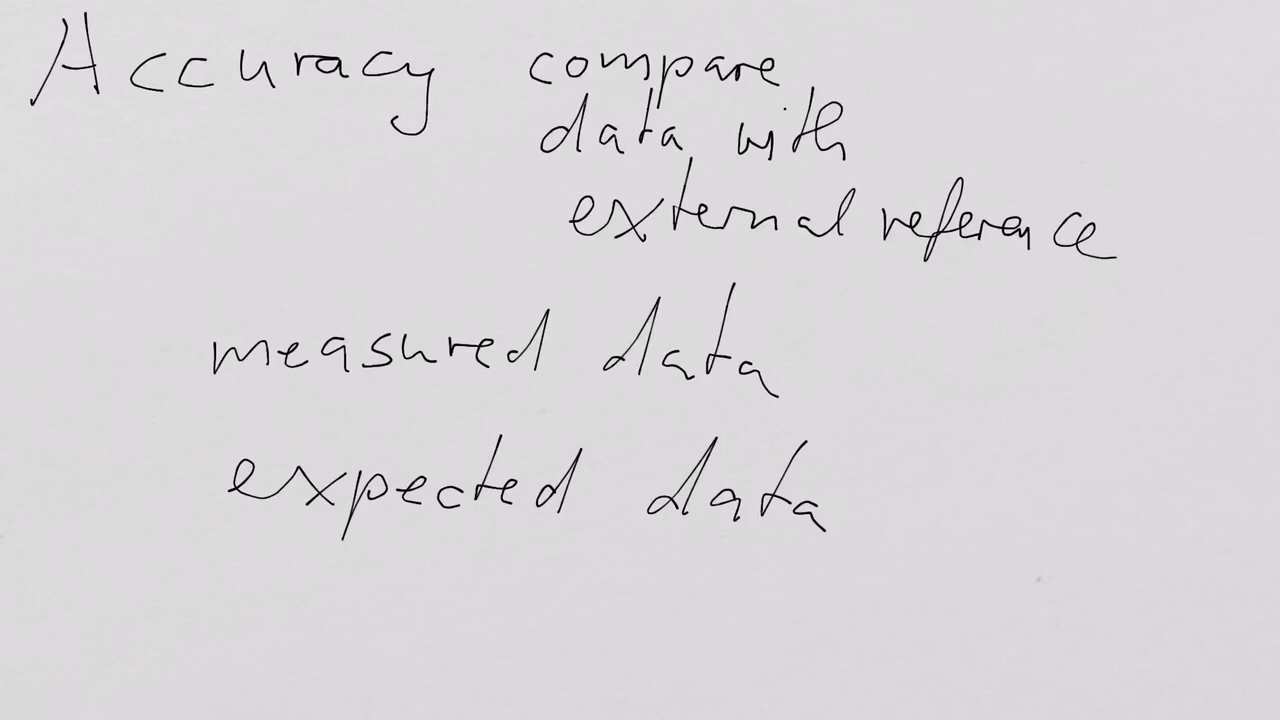 Accuracy compare
data with
external reference
measured data
expected data